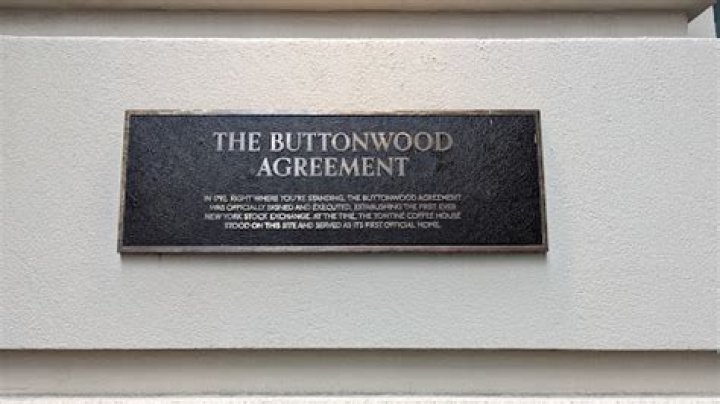 THE BUTTONWOOD
AGREEMENT
IN 1792, RIGHT WHERE YOU'RE STANDING, THE BUTTONWOOD AGREEMENT
WAS OFFICIALLY SIGNED AND EXECUTED, ESTABLISHING THE FIRST EVER
NEW YORK STOCK EXCHANGE. AT THE TIME, THE TONTINE COFFEE HOUSE
STOOD ON THIS SITE AND SERVED AS ITS FIRST OFFICIAL HOME.